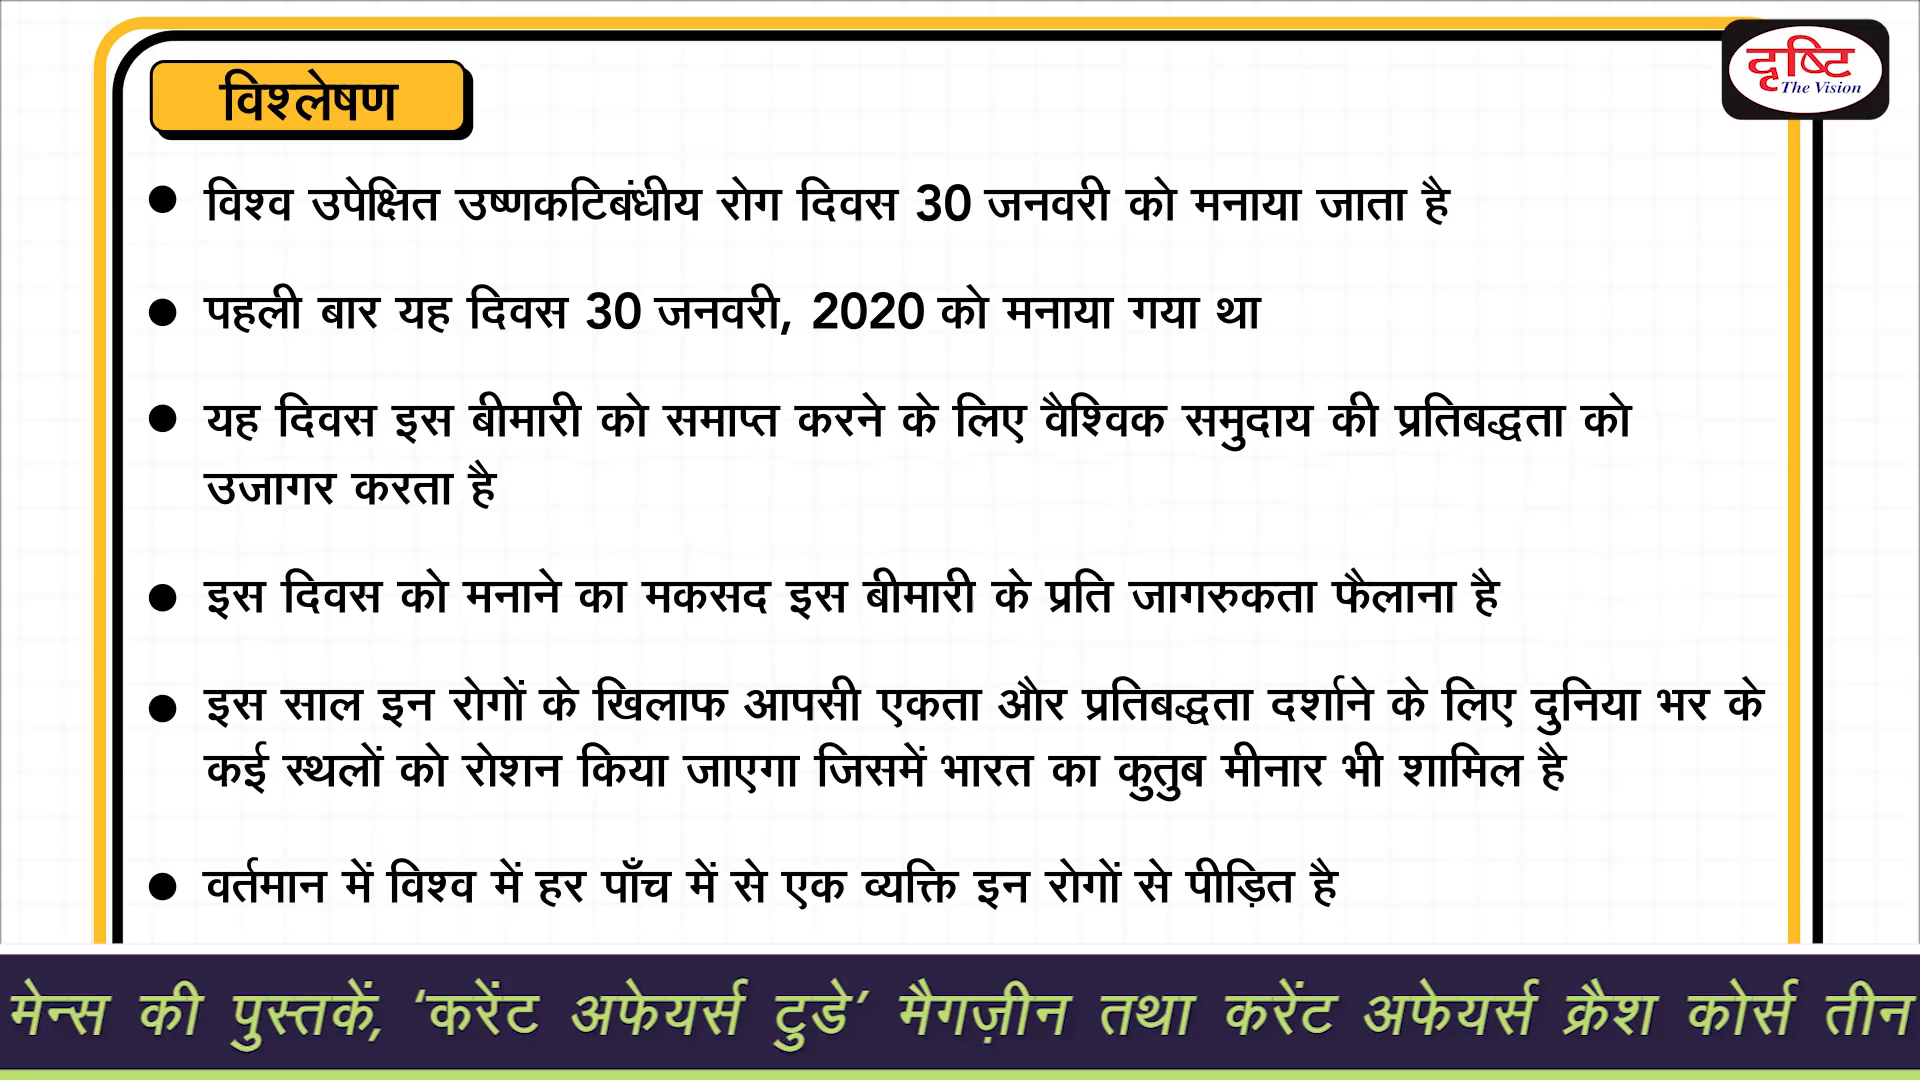 विश्लेषण
दृष्टि
The Vision
● विश्व उपेक्षित उष्णकटिबंधीय रोग दिवस 30 जनवरी को मनाया जाता है
● पहली बार यह दिवस 30 जनवरी, 2020 को मनाया गया था
● यह दिवस इस बीमारी को समाप्त करने के लिए वैश्विक समुदाय की प्रतिबद्धता को
उजागर करता है
● इस दिवस को मनाने का मकसद इस बीमारी के प्रति जागरुकता फैलाना है
● इस साल इन रोगों के खिलाफ आपसी एकता और प्रतिबद्धता दर्शाने के लिए दुनिया भर के
कई स्थलों को रोशन किया जाएगा जिसमें भारत का कुतुब मीनार भी शामिल है
● वर्तमान में विश्व में हर पाँच में से एक व्यक्ति इन रोगों से पीड़ित है
मेन्स की पुस्तकें, ‘करेंट अफेयर्स टुडे’ मैगज़ीन तथा करेंट अफेयर्स क्रैश कोर्स तीन